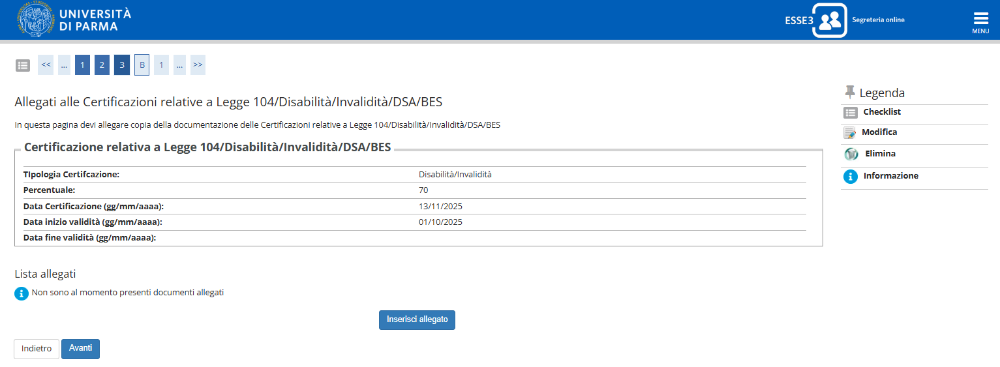 UNIVERSITÀ
DI PARMA
ESSE3
Segreteria online
MENU
<< ... 1 2 3 B 1 ... >>
Allegati alle Certificazioni relative a Legge 104/Disabilità/Invalidità/DSA/BES
In questa pagina devi allegare copia della documentazione delle Certificazioni relative a Legge 104/Disabilità/Invalidità/DSA/BES
Certificazione relativa a Legge 104/Disabilità/Invalidità/DSA/BES
TIpologia Certifcazione: Disabilità/Invalidità
Percentuale: 70
Data Certificazione (gg/mm/aaaa): 13/11/2025
Data inizio validità (gg/mm/aaaa): 01/10/2025
Data fine validità (gg/mm/aaaa):
Lista allegati
Non sono al momento presenti documenti allegati
Inserisci allegato
Indietro Avanti
Legenda
Checklist
Modifica
Elimina
Informazione